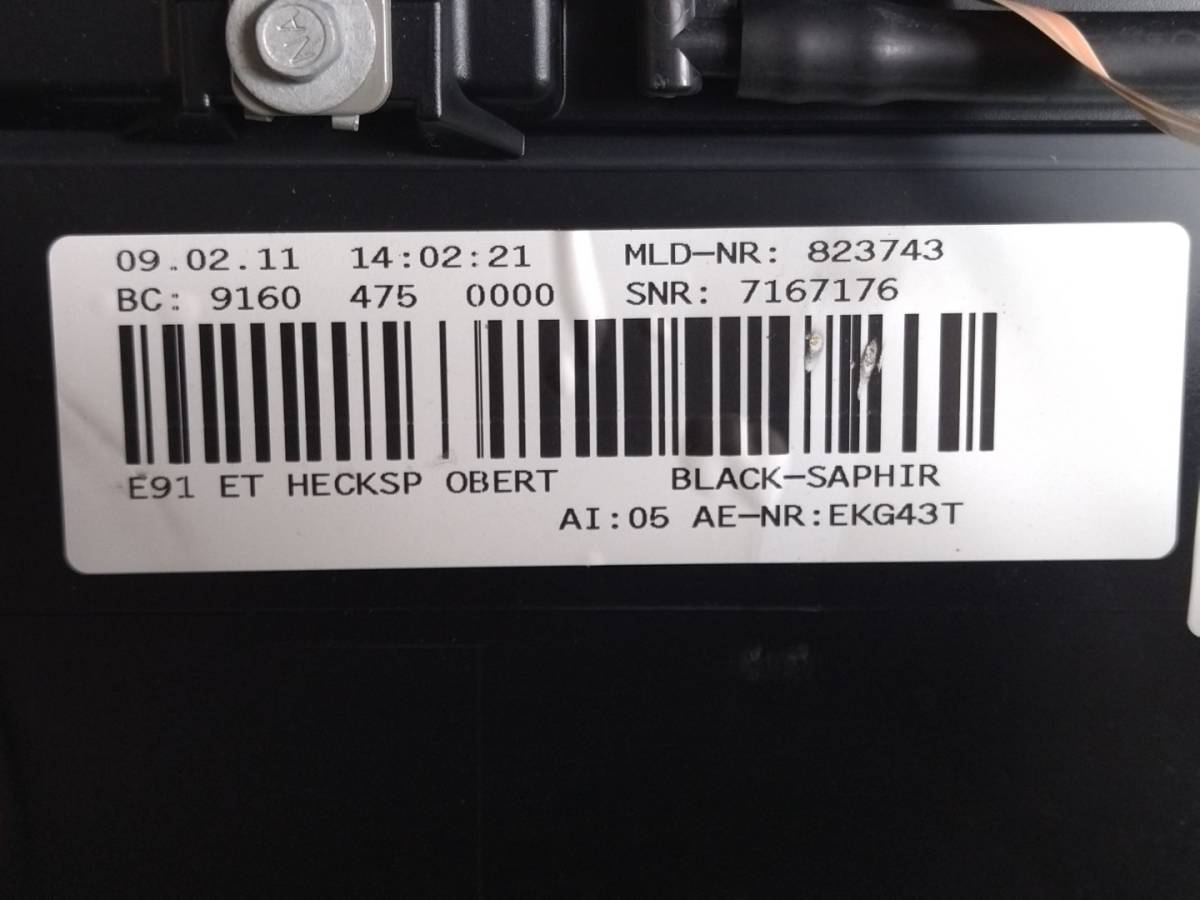 09.02.11 14:02:21 MLD-NR: 823743
BC: 9160 475 0000 SNR: 7167176
E91 ET HECKSP OBERT BLACK-SAPHIR
AI:05 AE-NR:EKG43T